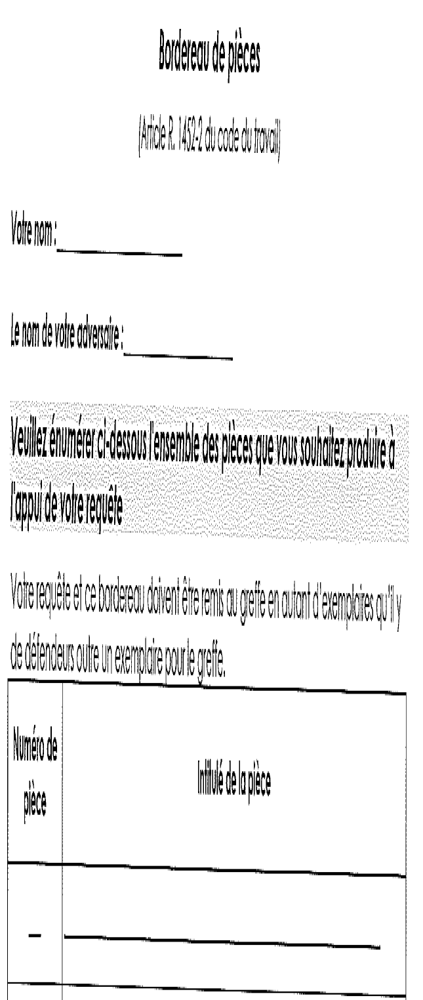 Bordereau de pièces
(Article R. 1452-2 du code du travail)
Votre nom :
Le nom de votre adversaire :
Veuillez énumérer ci-dessous l'ensemble des pièces que vous souhaitez produire à
l'appui de votre requête
Votre requête et ce bordereau doivent être remis au greffe en autant d'exemplaires qu'il y
de défendeurs outre un exemplaire pour le greffe.
Numéro de
pièce
Intitulé de la pièce